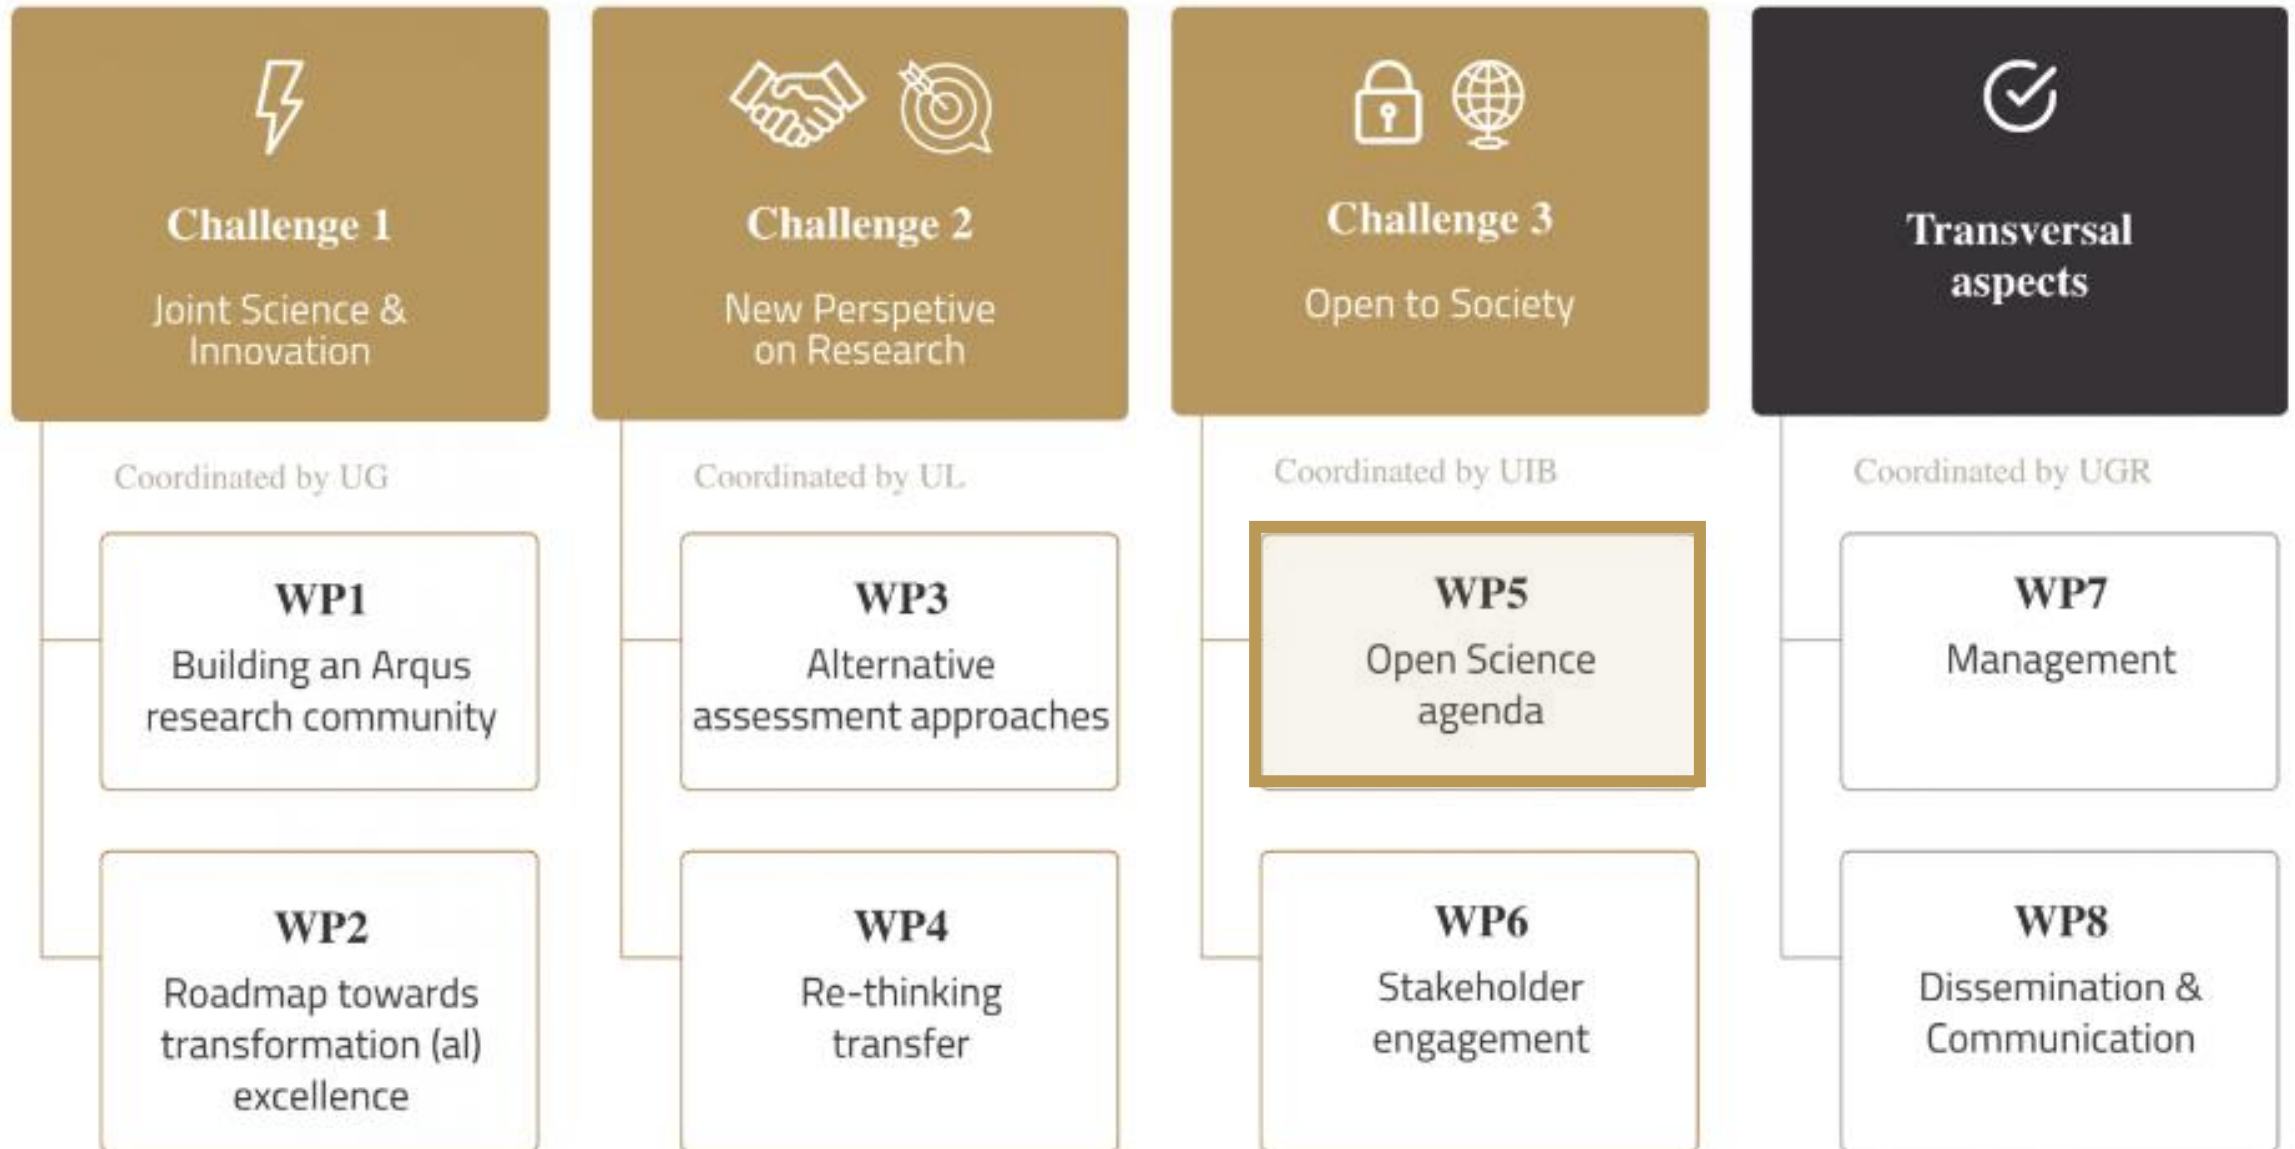 Challenge 1
Joint Science &
Innovation
Coordinated by UG
WP1
Building an Arqus
research community
WP2
Roadmap towards
transformation (al)
excellence
Challenge 2
New Perspetive
on Research
Coordinated by UL
WP3
Alternative
assessment approaches
WP4
Re-thinking
transfer
Challenge 3
Open to Society
Coordinated by UIB
WP5
Open Science
agenda
WP6
Stakeholder
engagement
Transversal
aspects
Coordinated by UGR
WP7
Management
WP8
Dissemination &
Communication